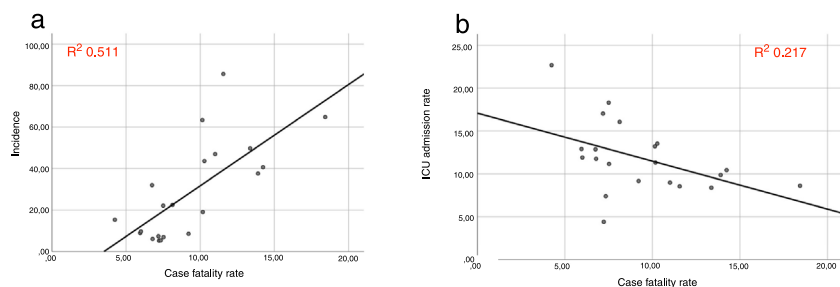 a
R² 0.511
100,00
80,00
60,00
40,00
20,00
,00
Incidence
,00 5,00 10,00 15,00 20,00
Case fatality rate
b
R² 0.217
25,00
20,00
15,00
10,00
5,00
,00
ICU admission rate
,00 5,00 10,00 15,00 20,00
Case fatality rate